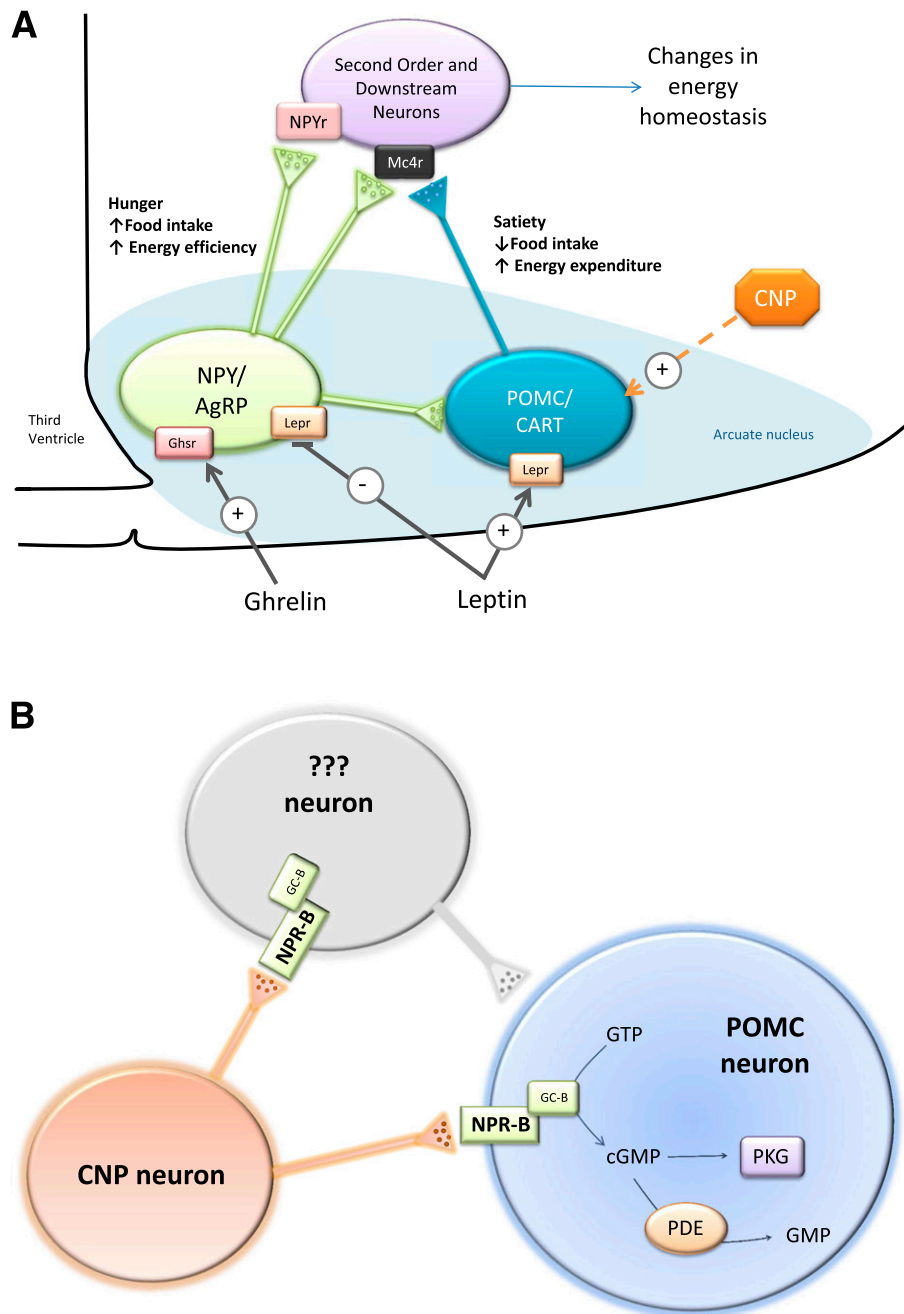 A
Second Order and
Downstream
Neurons
Changes in
energy
homeostasis
NPYr
Mc4r
Hunger
↑Food intake
↑ Energy efficiency
Satiety
↓Food intake
↑ Energy expenditure
CNP
+
NPY/
AgRP
POMC/
CART
Third
Ventricle
Ghsr
Lepr
Arcuate nucleus
Lepr
-
+
+
Ghrelin
Leptin
B
???
neuron
GC-B
NPR-B
POMC
neuron
GTP
GC-B
NPR-B
cGMP
PKG
CNP neuron
PDE
GMP